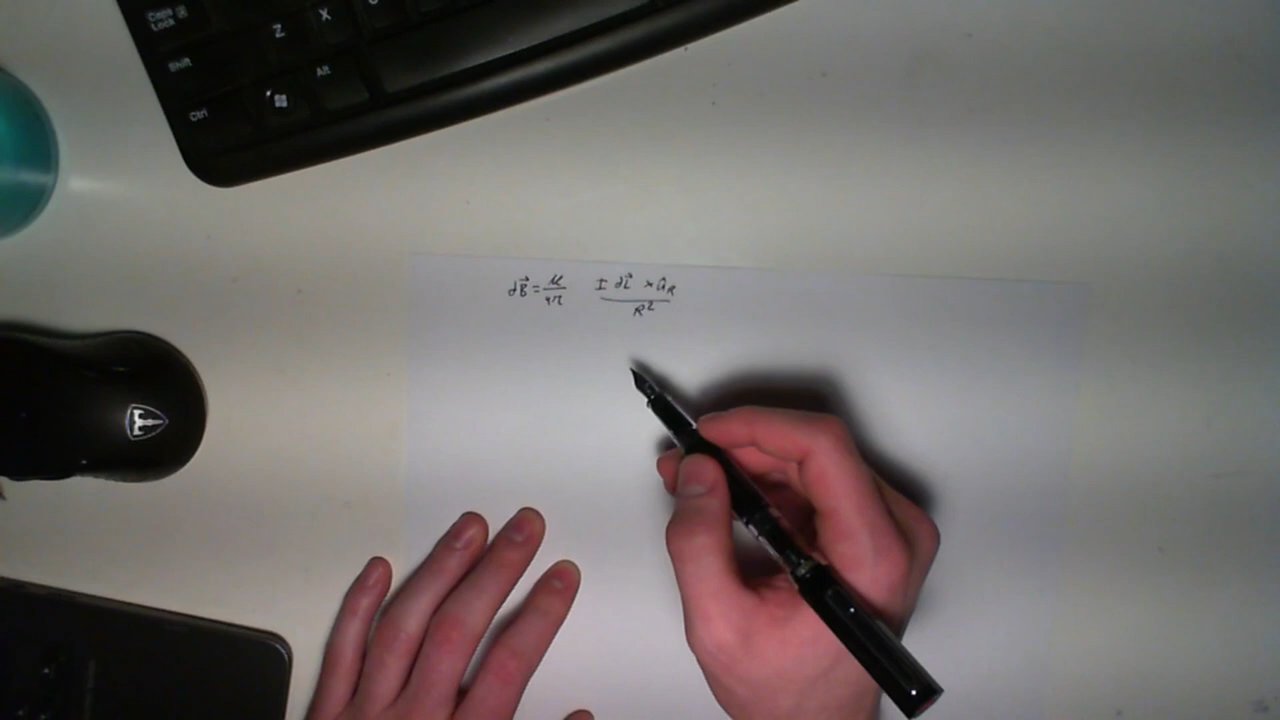 Caps Lock
Z
X
Shift
Alt
Ctrl
dB⃗ = μ/4π I dL⃗ × âR / R²